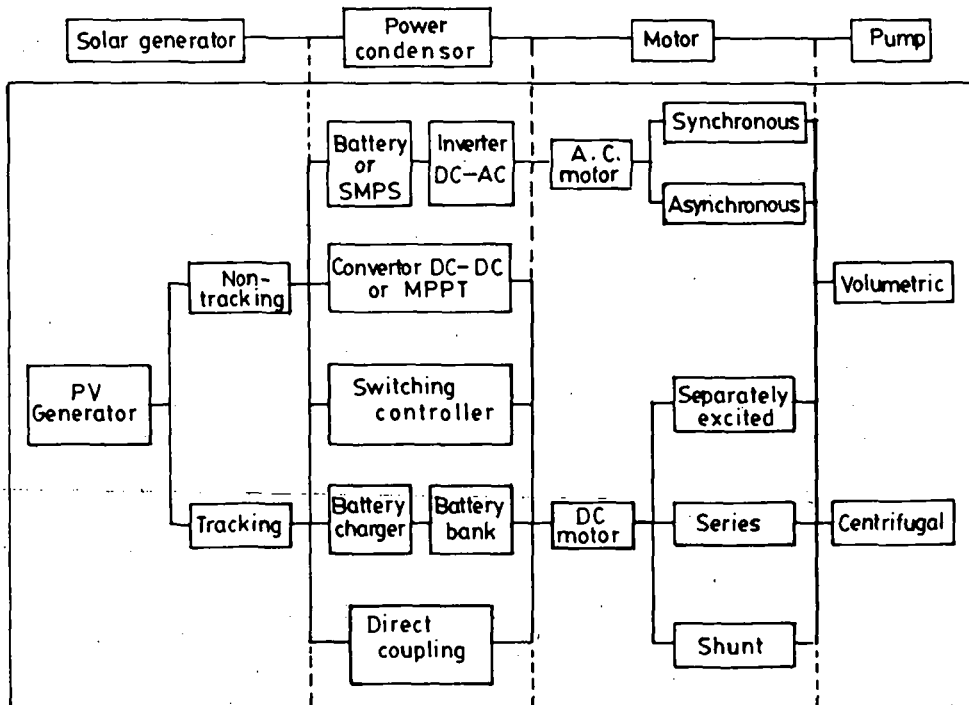 Solar generator
Power
condensor
Motor
Pump
Battery
or
SMPS
Inverter
DC-AC
A.C.
motor
Synchronous
Asynchronous
Non-
tracking
Convertor DC-DC
or MPPT
Volumetric
PV
Generator
Switching
controller
Separately
excited
Tracking
Battery
charger
Battery
bank
DC
motor
Series
Centrifugal
Direct
coupling
Shunt